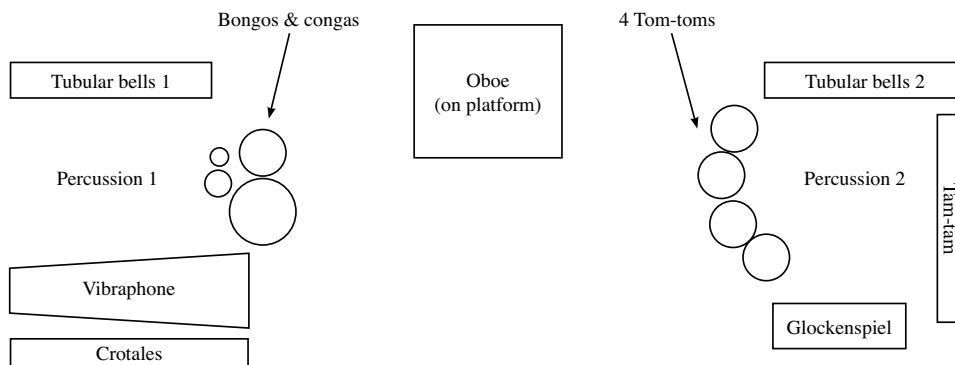 Bongos & congas
4 Tom-toms
Tubular bells 1
Oboe
(on platform)
Tubular bells 2
Percussion 1
Percussion 2
Tam-tam
Vibraphone
Glockenspiel
Crotales